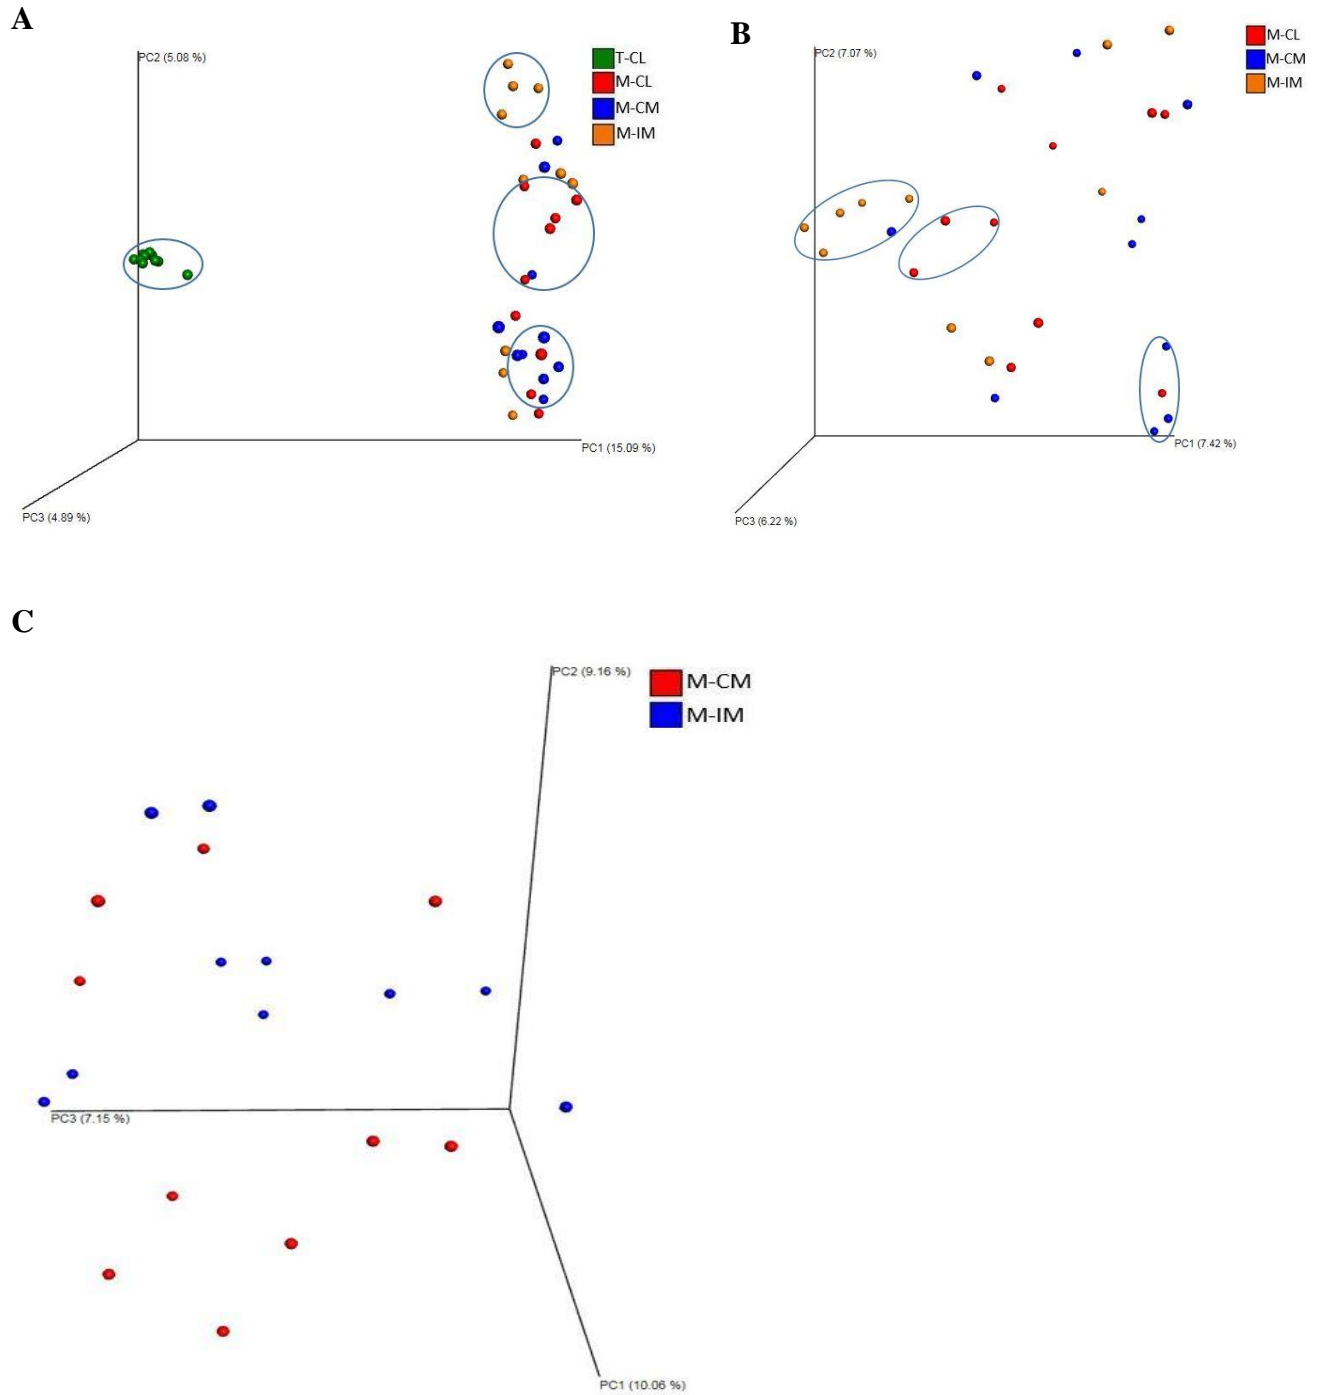 A
PC2 (5.08 %)
T-CL
M-CL
M-CM
M-IM
PC1 (15.09 %)
PC3 (4.89 %)
B
PC2 (7.07 %)
M-CL
M-CM
M-IM
PC1 (7.42 %)
PC3 (6.22 %)
C
PC2 (9.16 %)
M-CM
M-IM
PC3 (7.15 %)
PC1 (10.06 %)